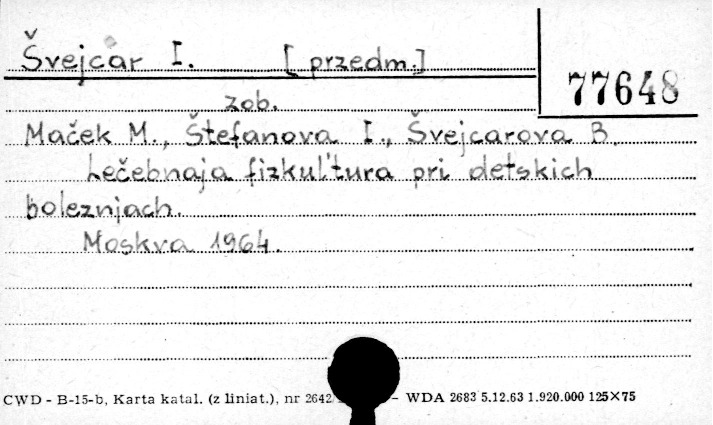 Švejcar I. [przedm.]
77648
zob.
Maček M., Štefanova I., Švejcarova B.
Lečebnaja fizkul'tura pri detskich
boleznjach.
Moskva 1964.
CWD - B-15-b, Karta katal. (z liniat.), nr 2642 - WDA 2683 5.12.63 1.920.000 125×75